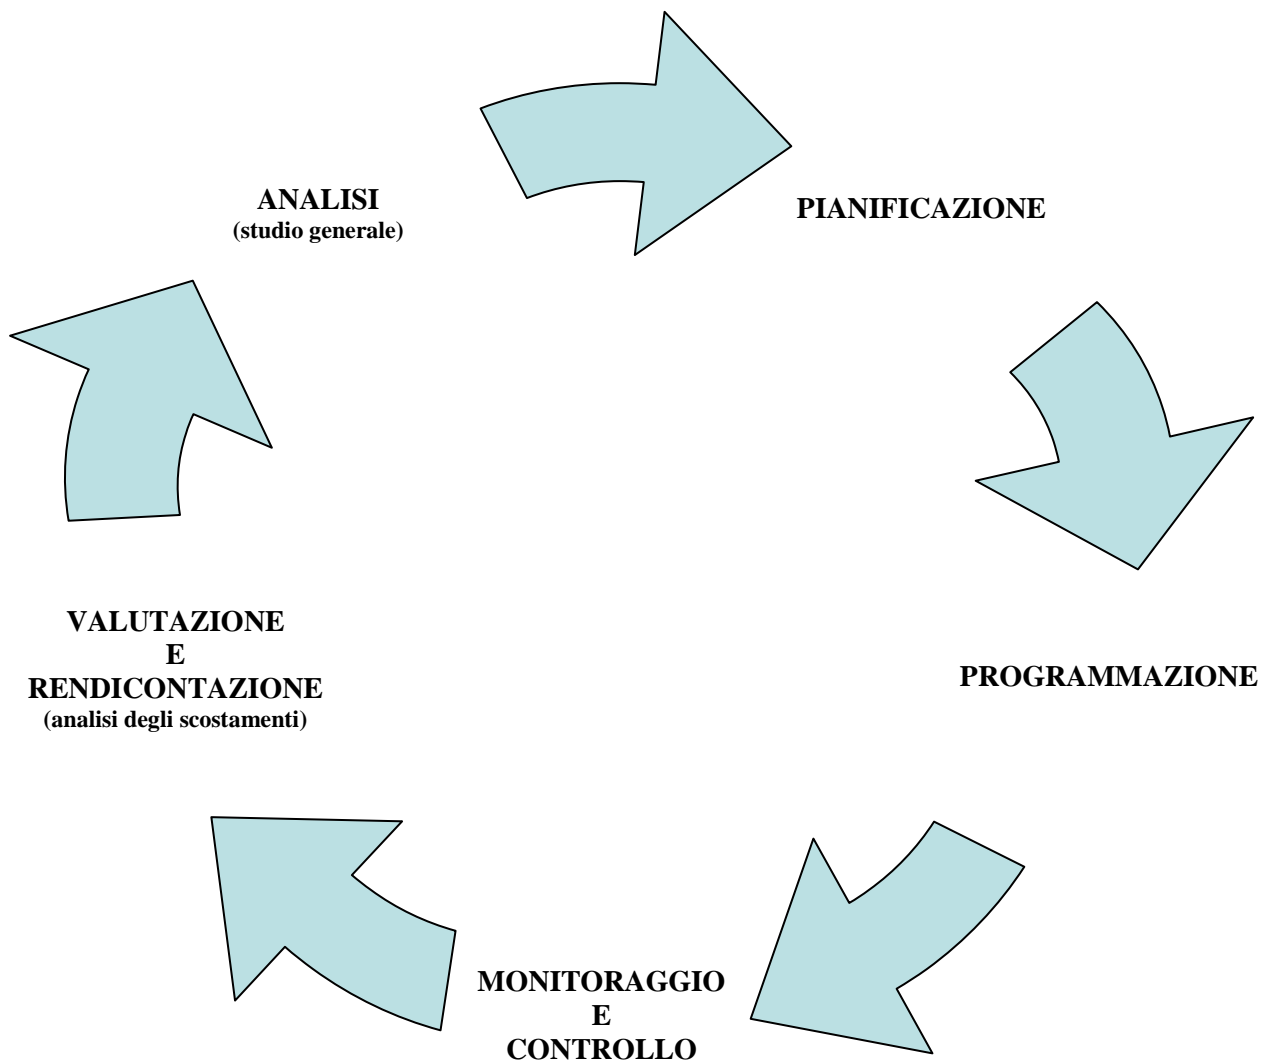 ANALISI
(studio generale)
PIANIFICAZIONE
PROGRAMMAZIONE
MONITORAGGIO
E
CONTROLLO
VALUTAZIONE
E
RENDICONTAZIONE
(analisi degli scostamenti)